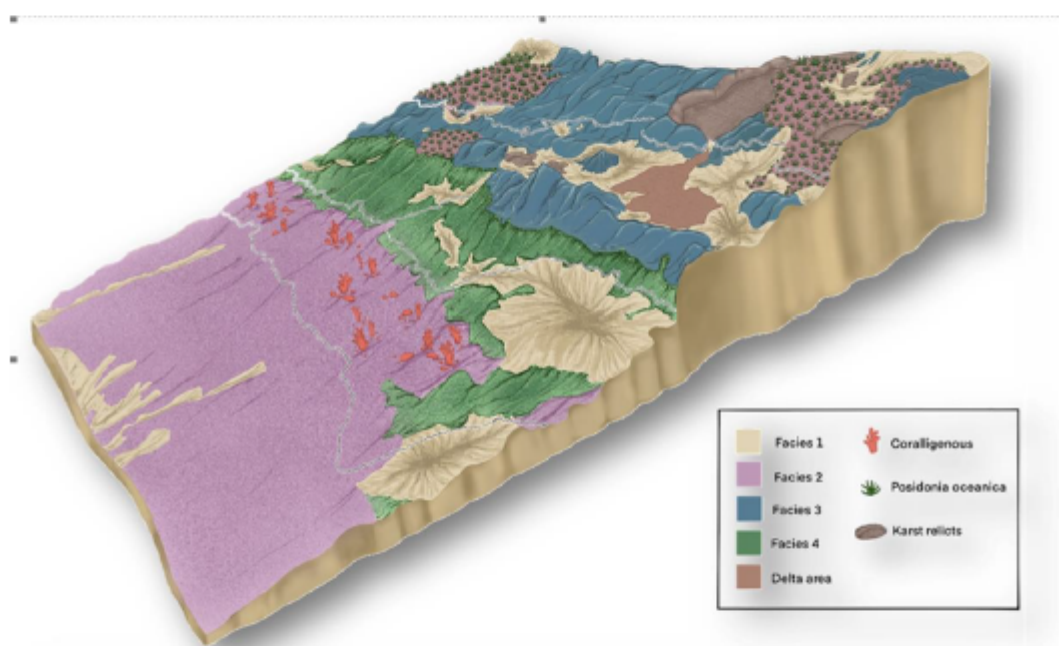 Facies 1
Facies 2
Facies 3
Facies 4
Delta area
Coralligenous
Posidonia oceanica
Karst relicts